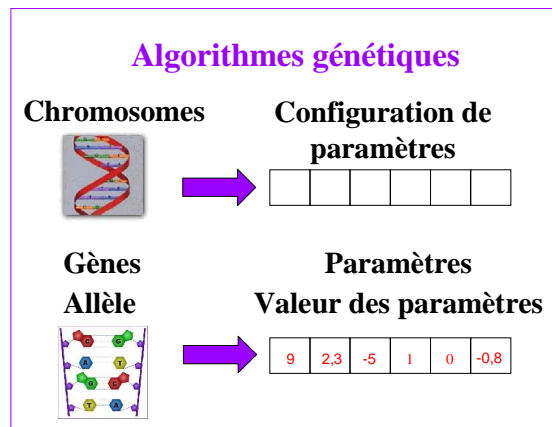 Algorithmes génétiques
Chromosomes
Configuration de
paramètres
Gènes
Paramètres
Allèle
Valeur des paramètres
9 2,3 -5 1 0 -0,8
C G
A T
G C
T A